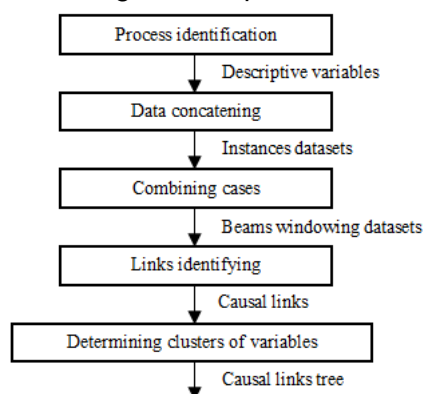 Process identification
Descriptive variables
Data concatening
Instances datasets
Combining cases
Beams windowing datasets
Links identifying
Causal links
Determining clusters of variables
Causal links tree